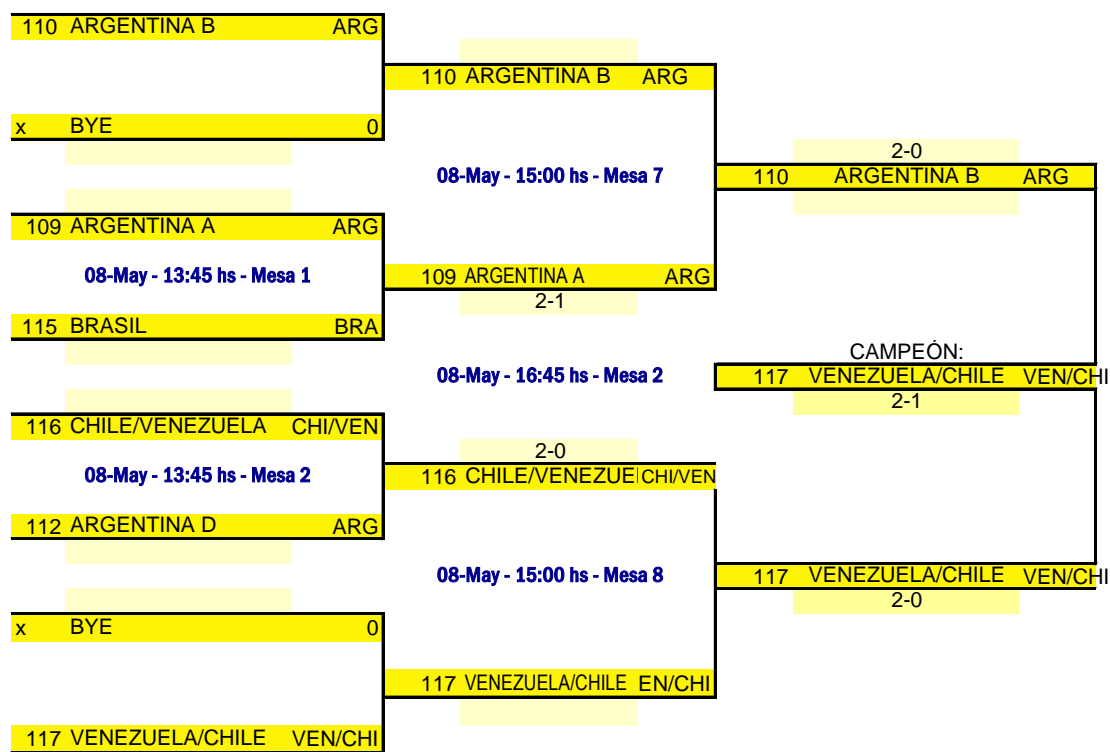 110 ARGENTINA B ARG
x BYE 0
109 ARGENTINA A ARG
08-May - 13:45 hs - Mesa 1
115 BRASIL BRA
116 CHILE/VENEZUELA CHI/VEN
08-May - 13:45 hs - Mesa 2
112 ARGENTINA D ARG
x BYE 0
117 VENEZUELA/CHILE VEN/CHI
110 ARGENTINA B ARG
08-May - 15:00 hs - Mesa 7
109 ARGENTINA A ARG
2-1
08-May - 16:45 hs - Mesa 2
2-0
116 CHILE/VENEZUE CHI/VEN
08-May - 15:00 hs - Mesa 8
117 VENEZUELA/CHILE EN/CHI
2-0
110 ARGENTINA B ARG
CAMPEÓN:
117 VENEZUELA/CHILE VEN/CHI
2-1
117 VENEZUELA/CHILE VEN/CHI
2-0